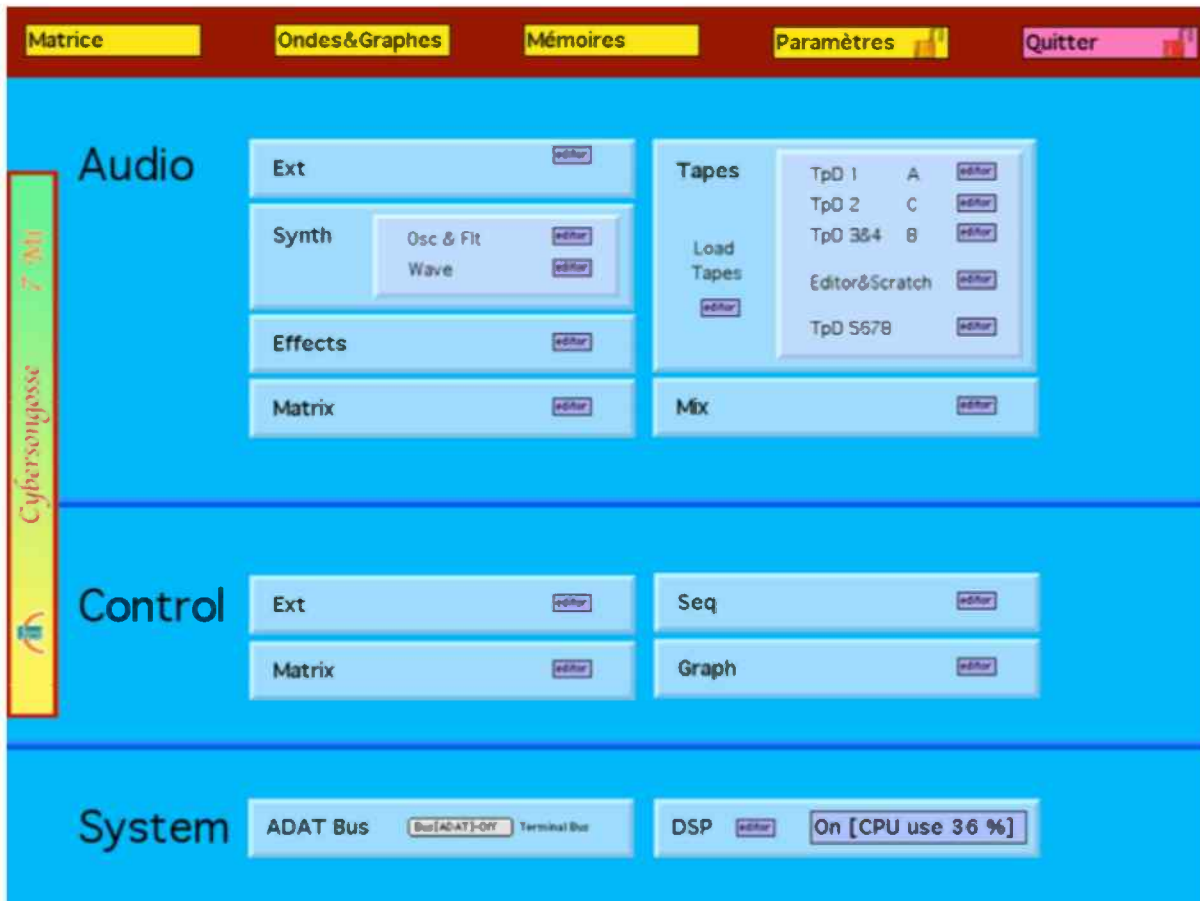 Matrice
Ondes&Graphes
Mémoires
Paramètres
Quitter
Cybersongosse 7 Mi
Audio
Ext editor
Synth
Osc & Flt editor
Wave editor
Effects editor
Matrix editor
Tapes
Load
Tapes
editor
TpD 1 A editor
TpD 2 C editor
TpD 3&4 B editor
Editor&Scratch editor
TpD 5678 editor
Mix editor
Control
Ext editor
Matrix editor
Seq editor
Graph editor
System
ADAT Bus Bus[ADAT]-Off Terminal Bus
DSP editor On [CPU use 36 %]